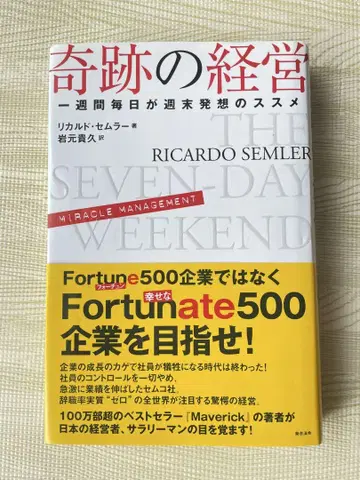 奇跡の経営
一週間毎日が週末発想のススメ
リカルド・セムラー 著
岩元貴久 訳
THE
RICARDO SEMLER
SEVEN-DAY
MIRACLE MANAGEMENT
WEEKEND
Fortune500企業ではなく
フォーチュン
幸せな
Fortunate500
企業を目指せ!
企業の成長のカゲで社員が犠牲になる時代は終わった!
社員のコントロールを一切やめ、
急激に業績を伸ばしたセムコ社。
辞職率実質“ゼロ”の全世界が注目する驚愕の経営。
100万部超のベストセラー『Maverick』の著者が
日本の経営者、サラリーマンの目を覚ます!
総合法令